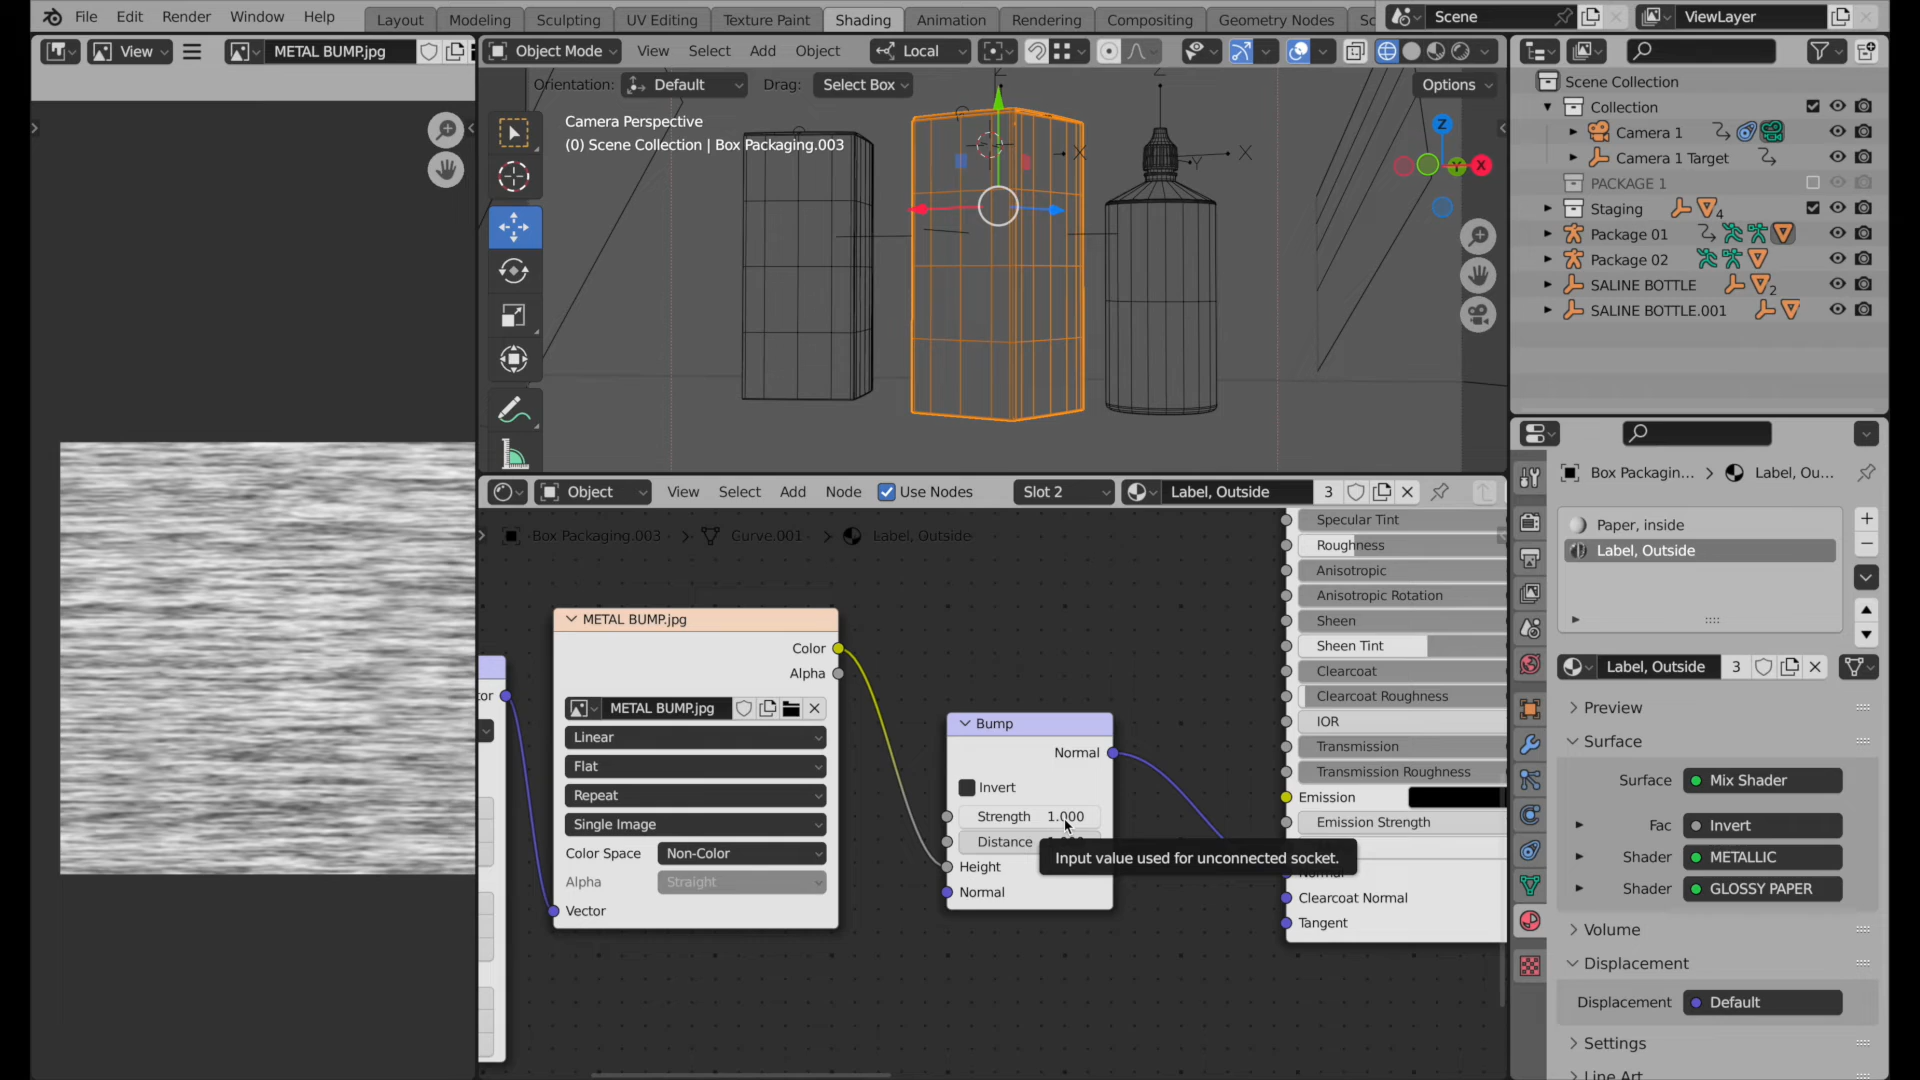 File Edit Render Window Help
Layout Modeling Sculpting UV Editing Texture Paint Shading Animation Rendering Compositing Geometry Nodes Sc
Scene
ViewLayer
View
METAL BUMP.jpg
Object Mode View Select Add Object
Local
Orientation: Default Drag: Select Box
Options
Camera Perspective
(0) Scene Collection | Box Packaging.003
Z
Z
X
Y
X
Z
Y
X
Scene Collection
Collection
Camera 1
Camera 1 Target
PACKAGE 1
Staging
4
Package 01
Package 02
SALINE BOTTLE
2
SALINE BOTTLE.001
Object View Select Add Node Use Nodes
Slot 2
Label, Outside 3
Box Packaging.003 Curve.001 Label, Outside
tor
METAL BUMP.jpg
Color
Alpha
METAL BUMP.jpg
Linear
Flat
Repeat
Single Image
Color Space Non-Color
Alpha Straight
Vector
Bump
Normal
Invert
Strength 1.000
Distance
Height
Normal
Input value used for unconnected socket.
Specular Tint
Roughness
Anisotropic
Anisotropic Rotation
Sheen
Sheen Tint
Clearcoat
Clearcoat Roughness
IOR
Transmission
Transmission Roughness
Emission
Emission Strength
Normal
Clearcoat Normal
Tangent
Box Packagin... Label, Ou...
Paper, inside
Label, Outside
Label, Outside 3
Preview
Surface
Surface Mix Shader
Fac Invert
Shader METALLIC
Shader GLOSSY PAPER
Volume
Displacement
Displacement Default
Settings
Line Art